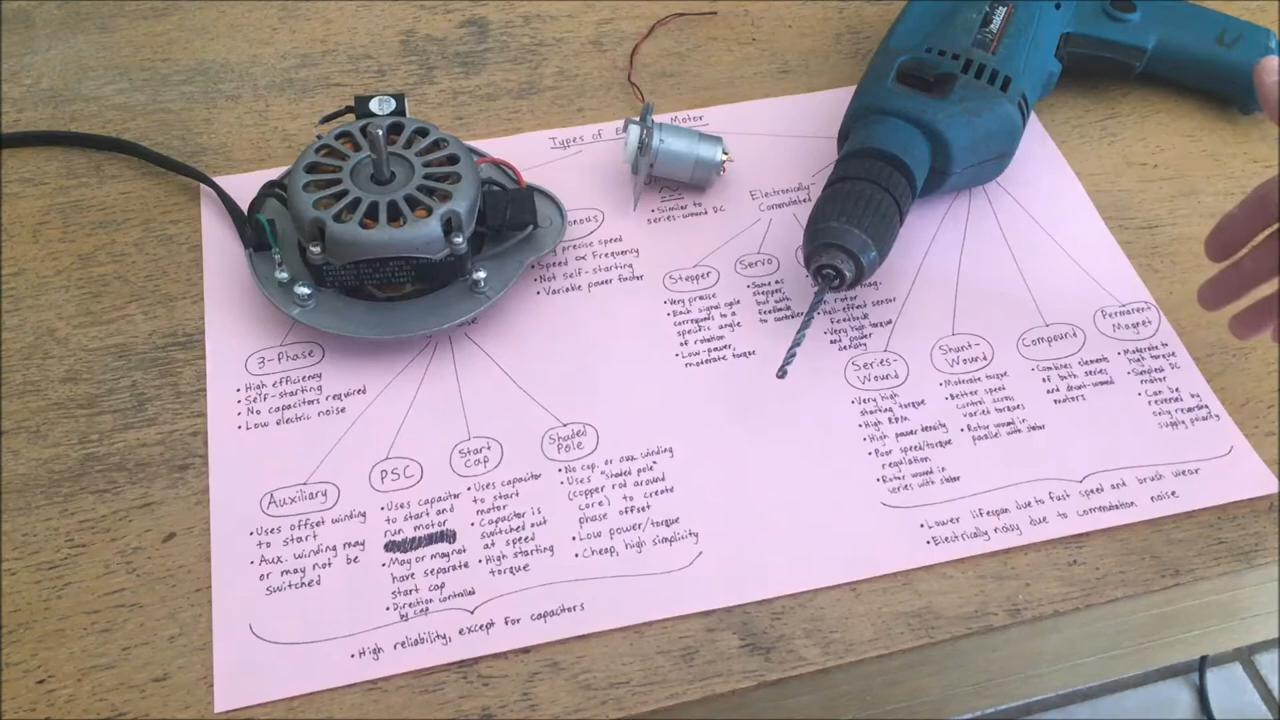 makita
Types of
Motor
Similar to
series-wound DC
Electronically-
Commutated
precise speed
• Speed ∝ Frequency
• Not self-starting
• Variable power factor
Stepper
• Very precise
• Each signal cycle
corresponds to a
specific angle
of rotation
• Low-power,
moderate torque
Servo
• Same as
stepper,
but with
feedback
to controller
mag.
rotor
• Hall-effect sensor
feedback
• Very high torque
and power
density
3-Phase
• High efficiency
• Self-starting
• No capacitors required
• Low electric noise
Auxiliary
• Uses offset winding
to start
• Aux. winding may
or may not be
switched
PSC
• Uses capacitor
to start and
run motor
• May or may not
have separate
start cap
• Direction controlled
by cap
Start
cap
• Uses capacitor
to start
motor
• Capacitor is
switched out
at speed
• High starting
torque
Shaded
Pole
• No cap. or aux. winding
• Uses "shaded pole"
(copper rod around
core) to create
phase offset
• Low power/torque
• Cheap, high simplicity
• High reliability, except for capacitors
Series-
Wound
• Very high
starting torque
• High RPM
• High power density
• Poor speed/torque
regulation
• Rotor wound in
series with stator
Shunt-
Wound
• Moderate torque
• Better speed
control across
varied torques
• Rotor wound in
parallel with stator
Compound
• Combines elements
of both series
and shunt-wound
motors
Permanent
Magnet
• Moderate to
high torque
• Simplest DC
motor
• Can be
reversed by
only reversing
supply polarity
• Lower lifespan due to fast speed and brush wear
• Electrically noisy due to commutation noise